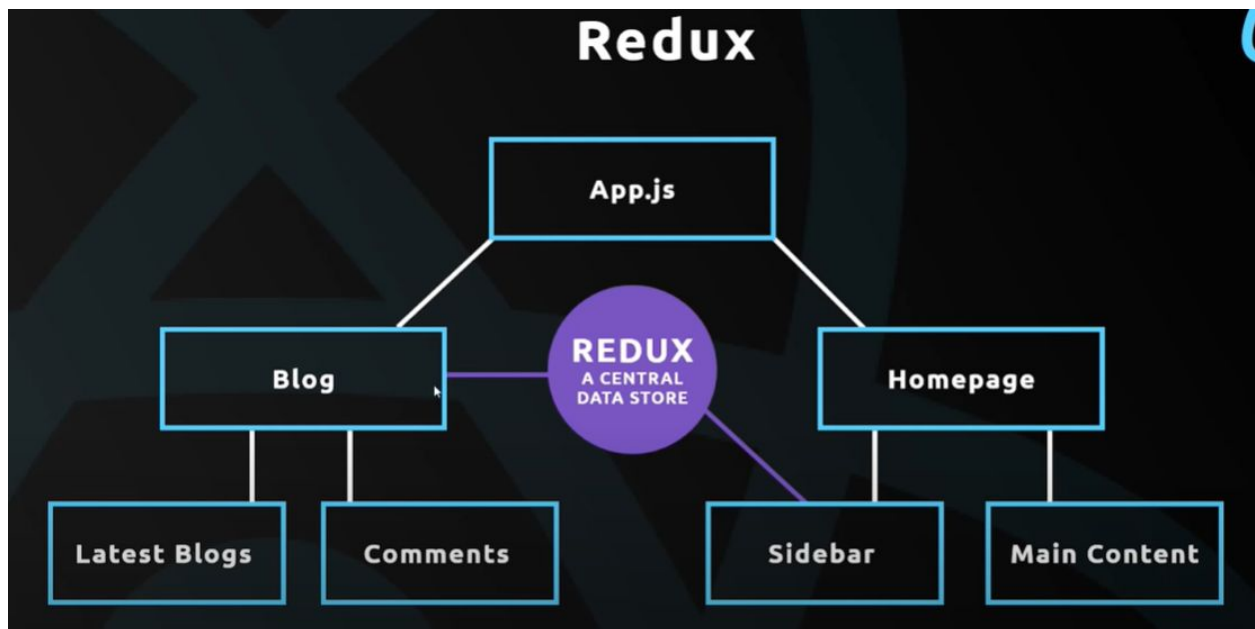 Redux
App.js
REDUX
A CENTRAL
DATA STORE
Blog
Homepage
Latest Blogs
Comments
Sidebar
Main Content